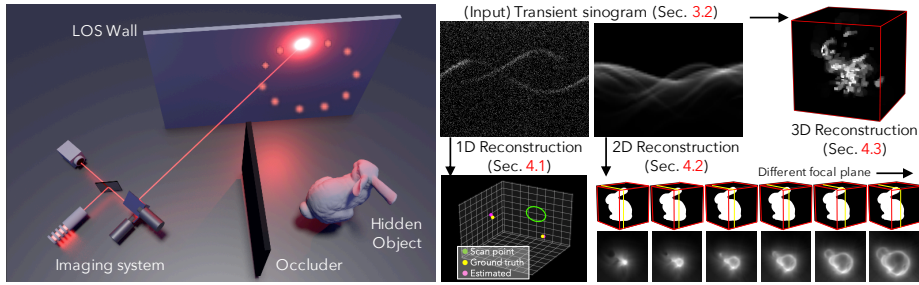 LOS Wall
Imaging system
Occluder
Hidden
Object
(Input) Transient sinogram (Sec. 3.2)
1D Reconstruction
(Sec. 4.1)
Scan point
Ground truth
Estimated
2D Reconstruction
(Sec. 4.2)
3D Reconstruction
(Sec. 4.3)
Different focal plane